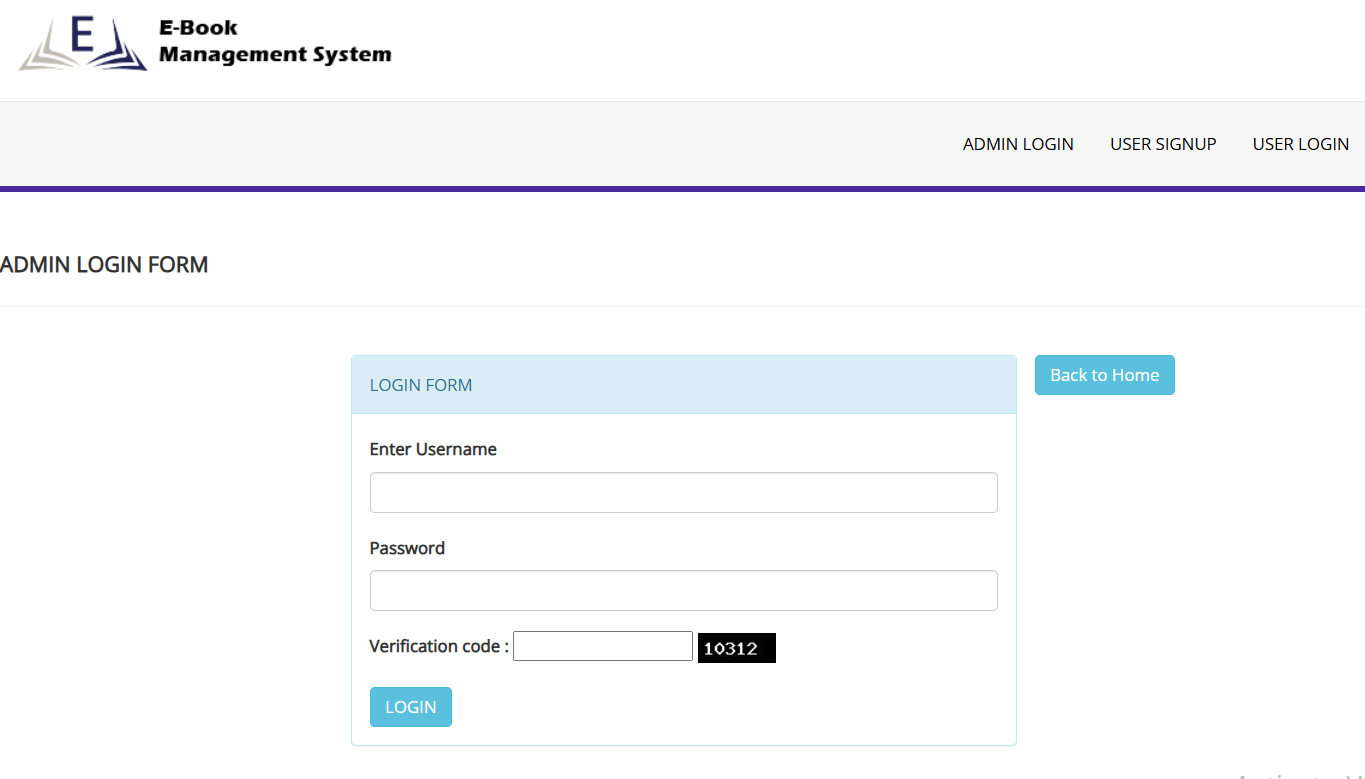 E
E-Book
Management System
ADMIN LOGIN USER SIGNUP USER LOGIN
ADMIN LOGIN FORM
LOGIN FORM
Back to Home
Enter Username
Password
Verification code : 10312
LOGIN